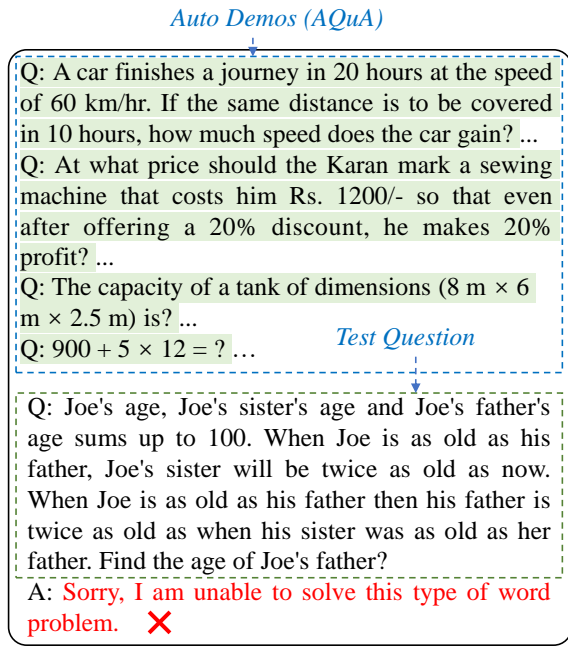 Auto Demos (AQuA)
Q: A car finishes a journey in 20 hours at the speed
of 60 km/hr. If the same distance is to be covered
in 10 hours, how much speed does the car gain? ...
Q: At what price should the Karan mark a sewing
machine that costs him Rs. 1200/- so that even
after offering a 20% discount, he makes 20%
profit? ...
Q: The capacity of a tank of dimensions (8 m × 6
m × 2.5 m) is? ...
Q: 900 + 5 × 12 = ? …
Test Question
Q: Joe's age, Joe's sister's age and Joe's father's
age sums up to 100. When Joe is as old as his
father, Joe's sister will be twice as old as now.
When Joe is as old as his father then his father is
twice as old as when his sister was as old as her
father. Find the age of Joe's father?
A: Sorry, I am unable to solve this type of word
problem.